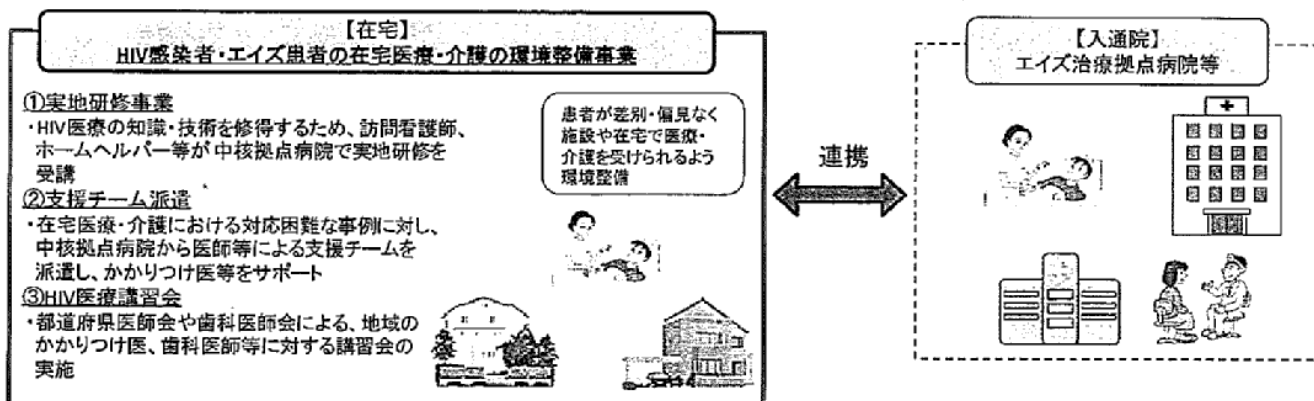 【在宅】
HIV感染者・エイズ患者の在宅医療・介護の環境整備事業
①実地研修事業
・HIV医療の知識・技術を修得するため、訪問看護師、
ホームヘルパー等が中核拠点病院で実地研修を
受講
②支援チーム派遣
・在宅医療・介護における対応困難な事例に対し、
中核拠点病院から医師等による支援チームを
派遣し、かかりつけ医等をサポート
③HIV医療講習会
・都道府県医師会や歯科医師会による、地域の
かかりつけ医、歯科医師等に対する講習会の
実施
患者が差別・偏見なく
施設や在宅で医療・
介護を受けられるよう
環境整備
連携
【入通院】
エイズ治療拠点病院等